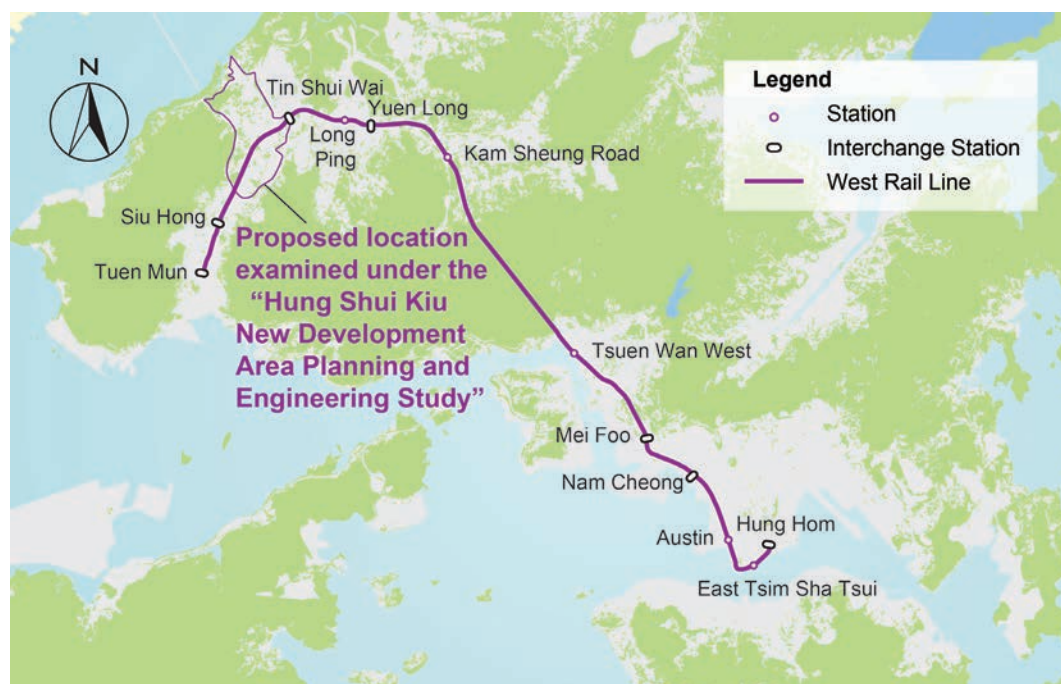 N
Tin Shui Wai
Yuen Long
Long
Ping
Kam Sheung Road
Siu Hong
Tuen Mun
Proposed location
examined under the
“Hung Shui Kiu
New Development
Area Planning and
Engineering Study”
Tsuen Wan West
Mei Foo
Nam Cheong
Austin
Hung Hom
East Tsim Sha Tsui
Legend
Station
Interchange Station
West Rail Line